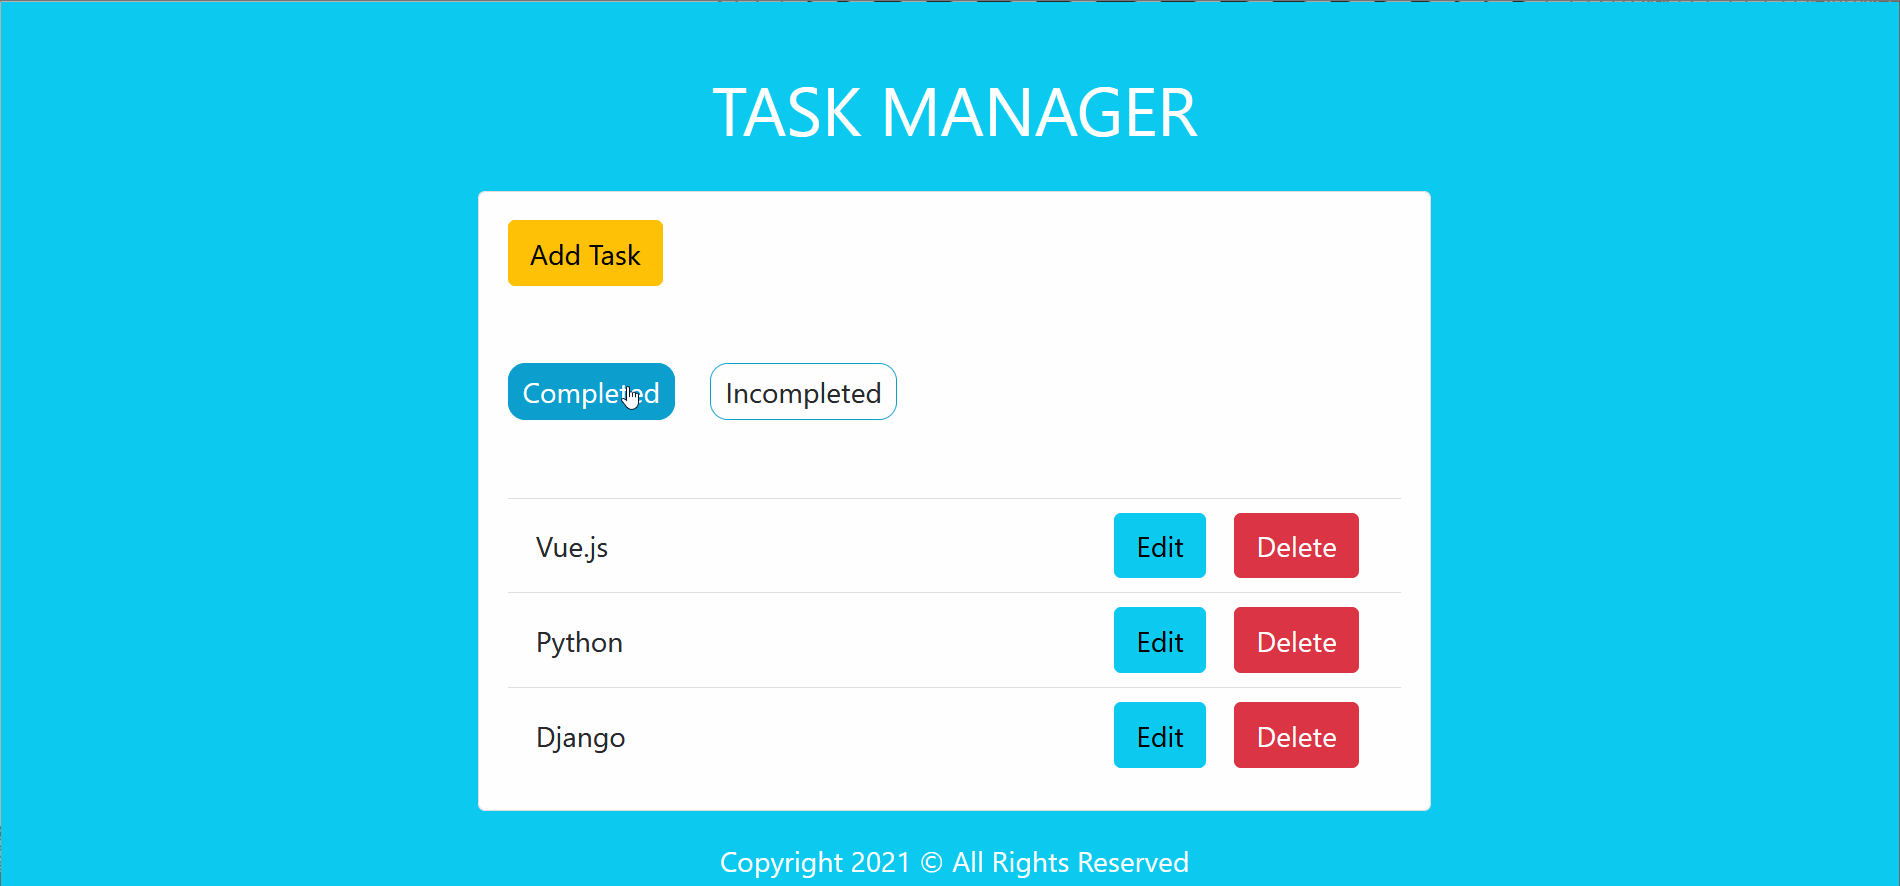 TASK MANAGER
Add Task
Completed Incompleted
Vue.js Edit Delete
Python Edit Delete
Django Edit Delete
Copyright 2021 © All Rights Reserved